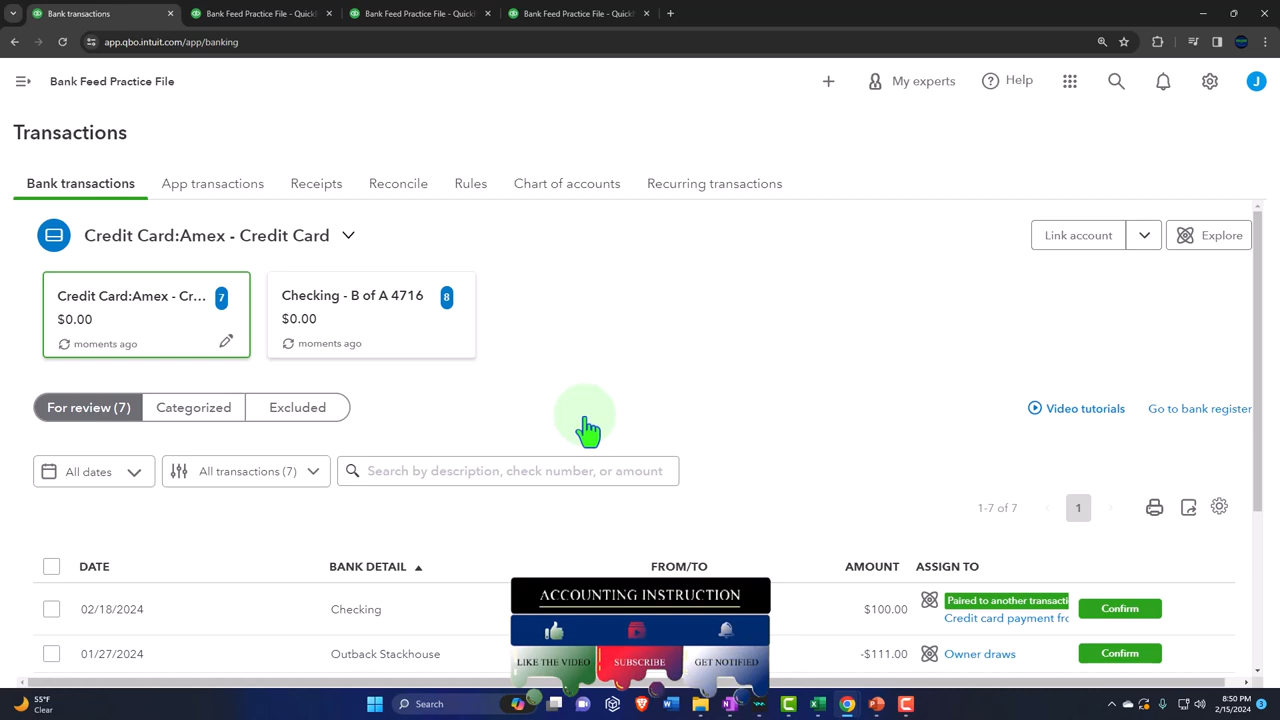 Bank transactions
Bank Feed Practice File - Quick
Bank Feed Practice File - Quick
Bank Feed Practice File - Quick
app.qbo.intuit.com/app/banking
Bank Feed Practice File
My experts
Help
J
Transactions
Bank transactions
App transactions
Receipts
Reconcile
Rules
Chart of accounts
Recurring transactions
Credit Card:Amex - Credit Card
Link account
Explore
Credit Card:Amex - Cr... 7
$0.00
moments ago
Checking - B of A 4716 8
$0.00
moments ago
For review (7)
Categorized
Excluded
Video tutorials
Go to bank register
All dates
All transactions (7)
Search by description, check number, or amount
1-7 of 7
1
DATE
BANK DETAIL
FROM/TO
AMOUNT
ASSIGN TO
02/18/2024
Checking
$100.00
Paired to another transacti
Credit card payment fr
Confirm
01/27/2024
Outback Stackhouse
-$111.00
Owner draws
Confirm
ACCOUNTING INSTRUCTION
LIKE THE VIDEO
SUBSCRIBE
GET NOTIFIED
55°F
Clear
Search
8:50 PM
2/15/2024